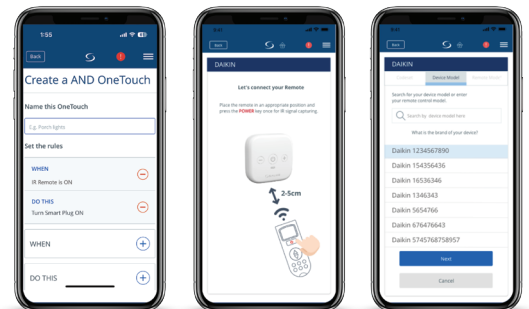 1:55
Back
Create a AND OneTouch
Name this OneTouch
E.g. Porch lights
Set the rules
WHEN
IR Remote is ON
DO THIS
Turn Smart Plug ON
WHEN
DO THIS
Back
DAIKIN
Let's connect your Remote
Place the remote in an appropriate position and
press the POWER key once for IR signal capturing.
2-5cm
Back
DAIKIN
Device Model
Remote Model
Search for your device model or enter
your remote control model.
Search by device model here
What is the brand of your device?
Daikin 1234567890
Daikin 154356436
Daikin 16536346
Daikin 1346343
Daikin 5654766
Daikin 676476643
Daikin 5745768758957
Next
Cancel